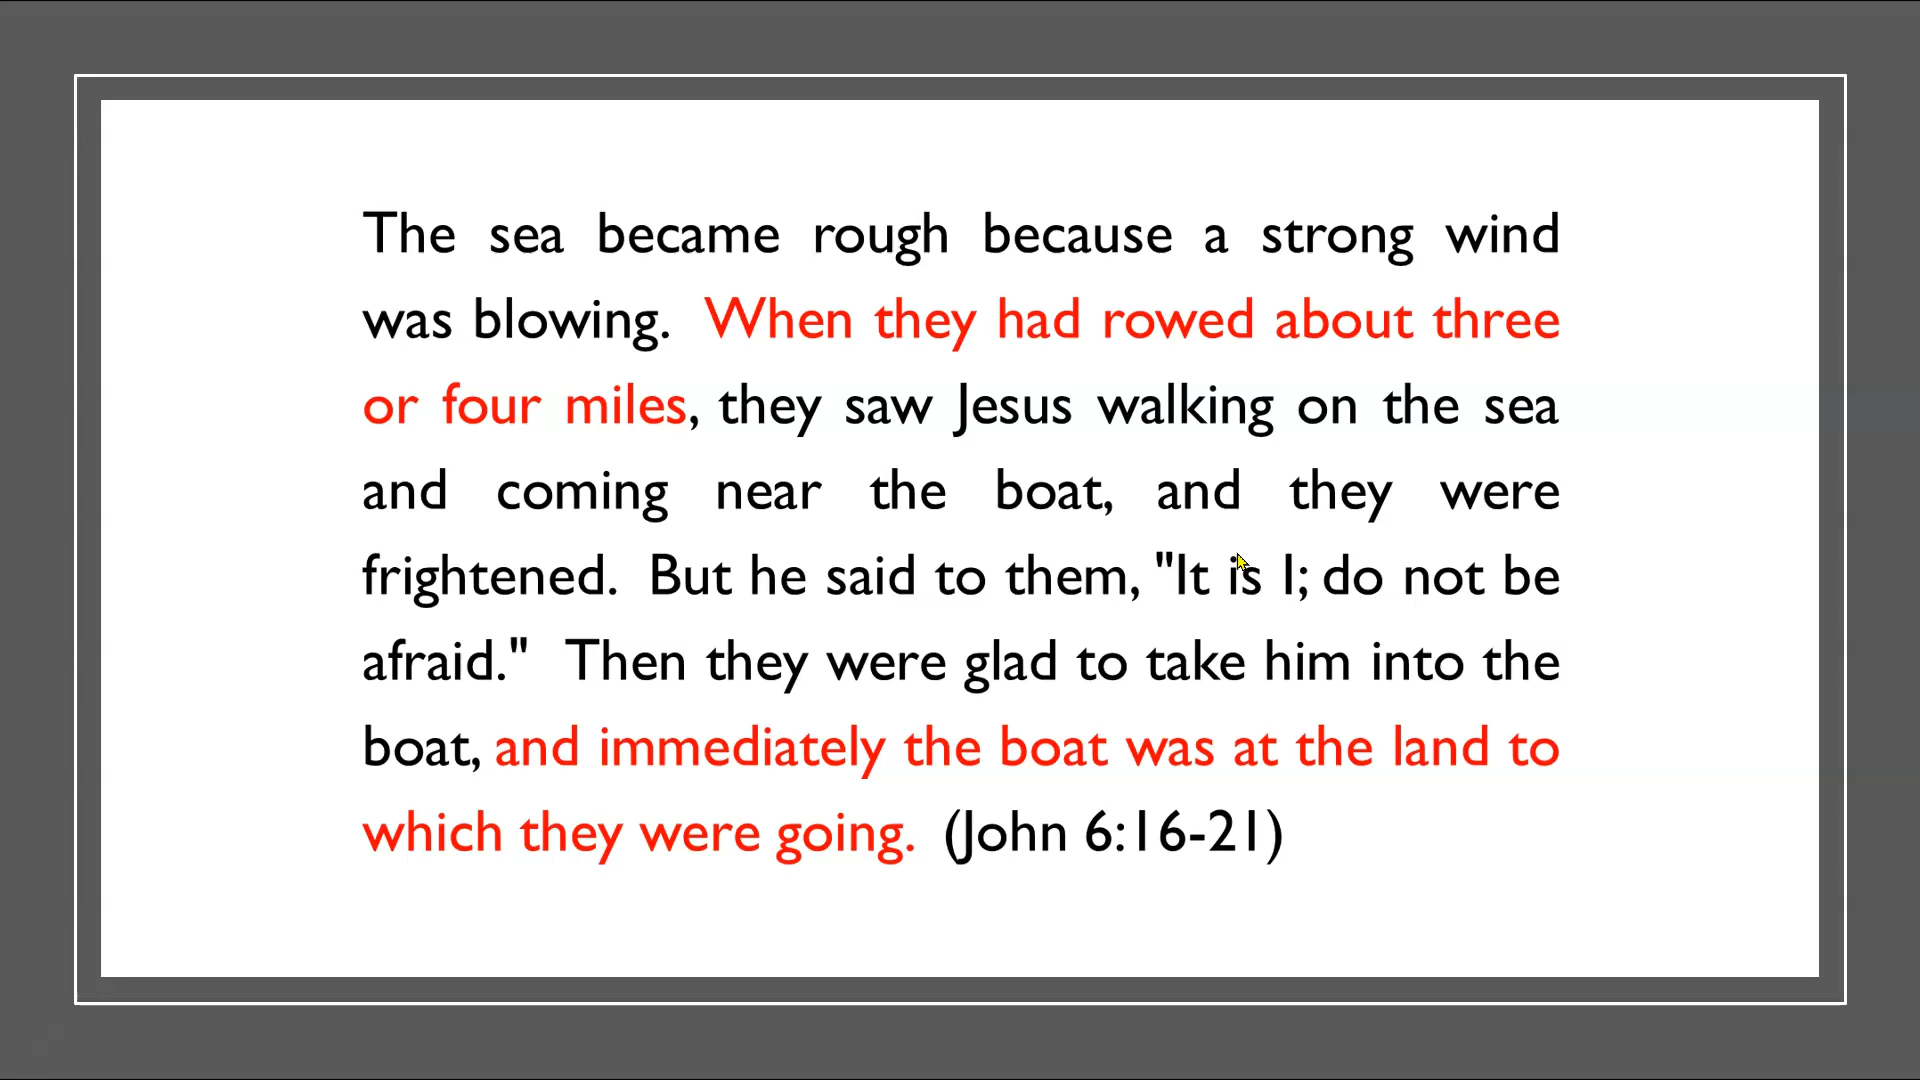 The sea became rough because a strong wind
was blowing. When they had rowed about three
or four miles, they saw Jesus walking on the sea
and coming near the boat, and they were
frightened. But he said to them, "It is I; do not be
afraid." Then they were glad to take him into the
boat, and immediately the boat was at the land to
which they were going. (John 6:16-21)